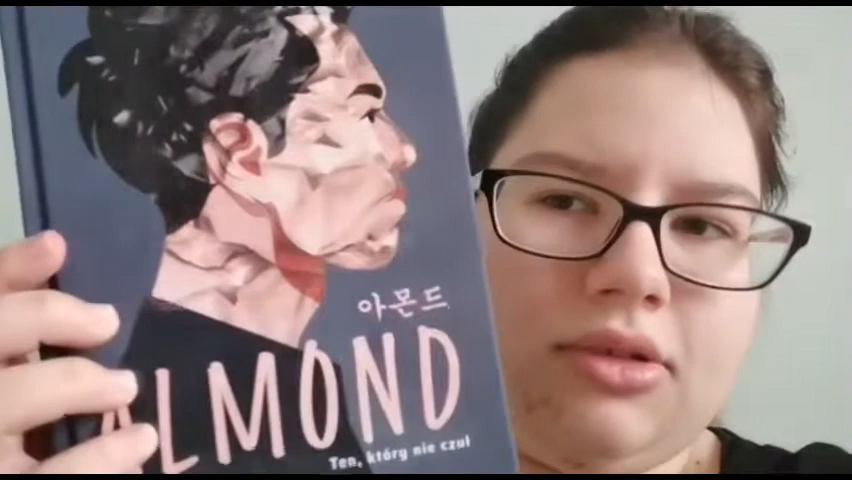 아몬드
ALMOND
Ten, który nie czuł